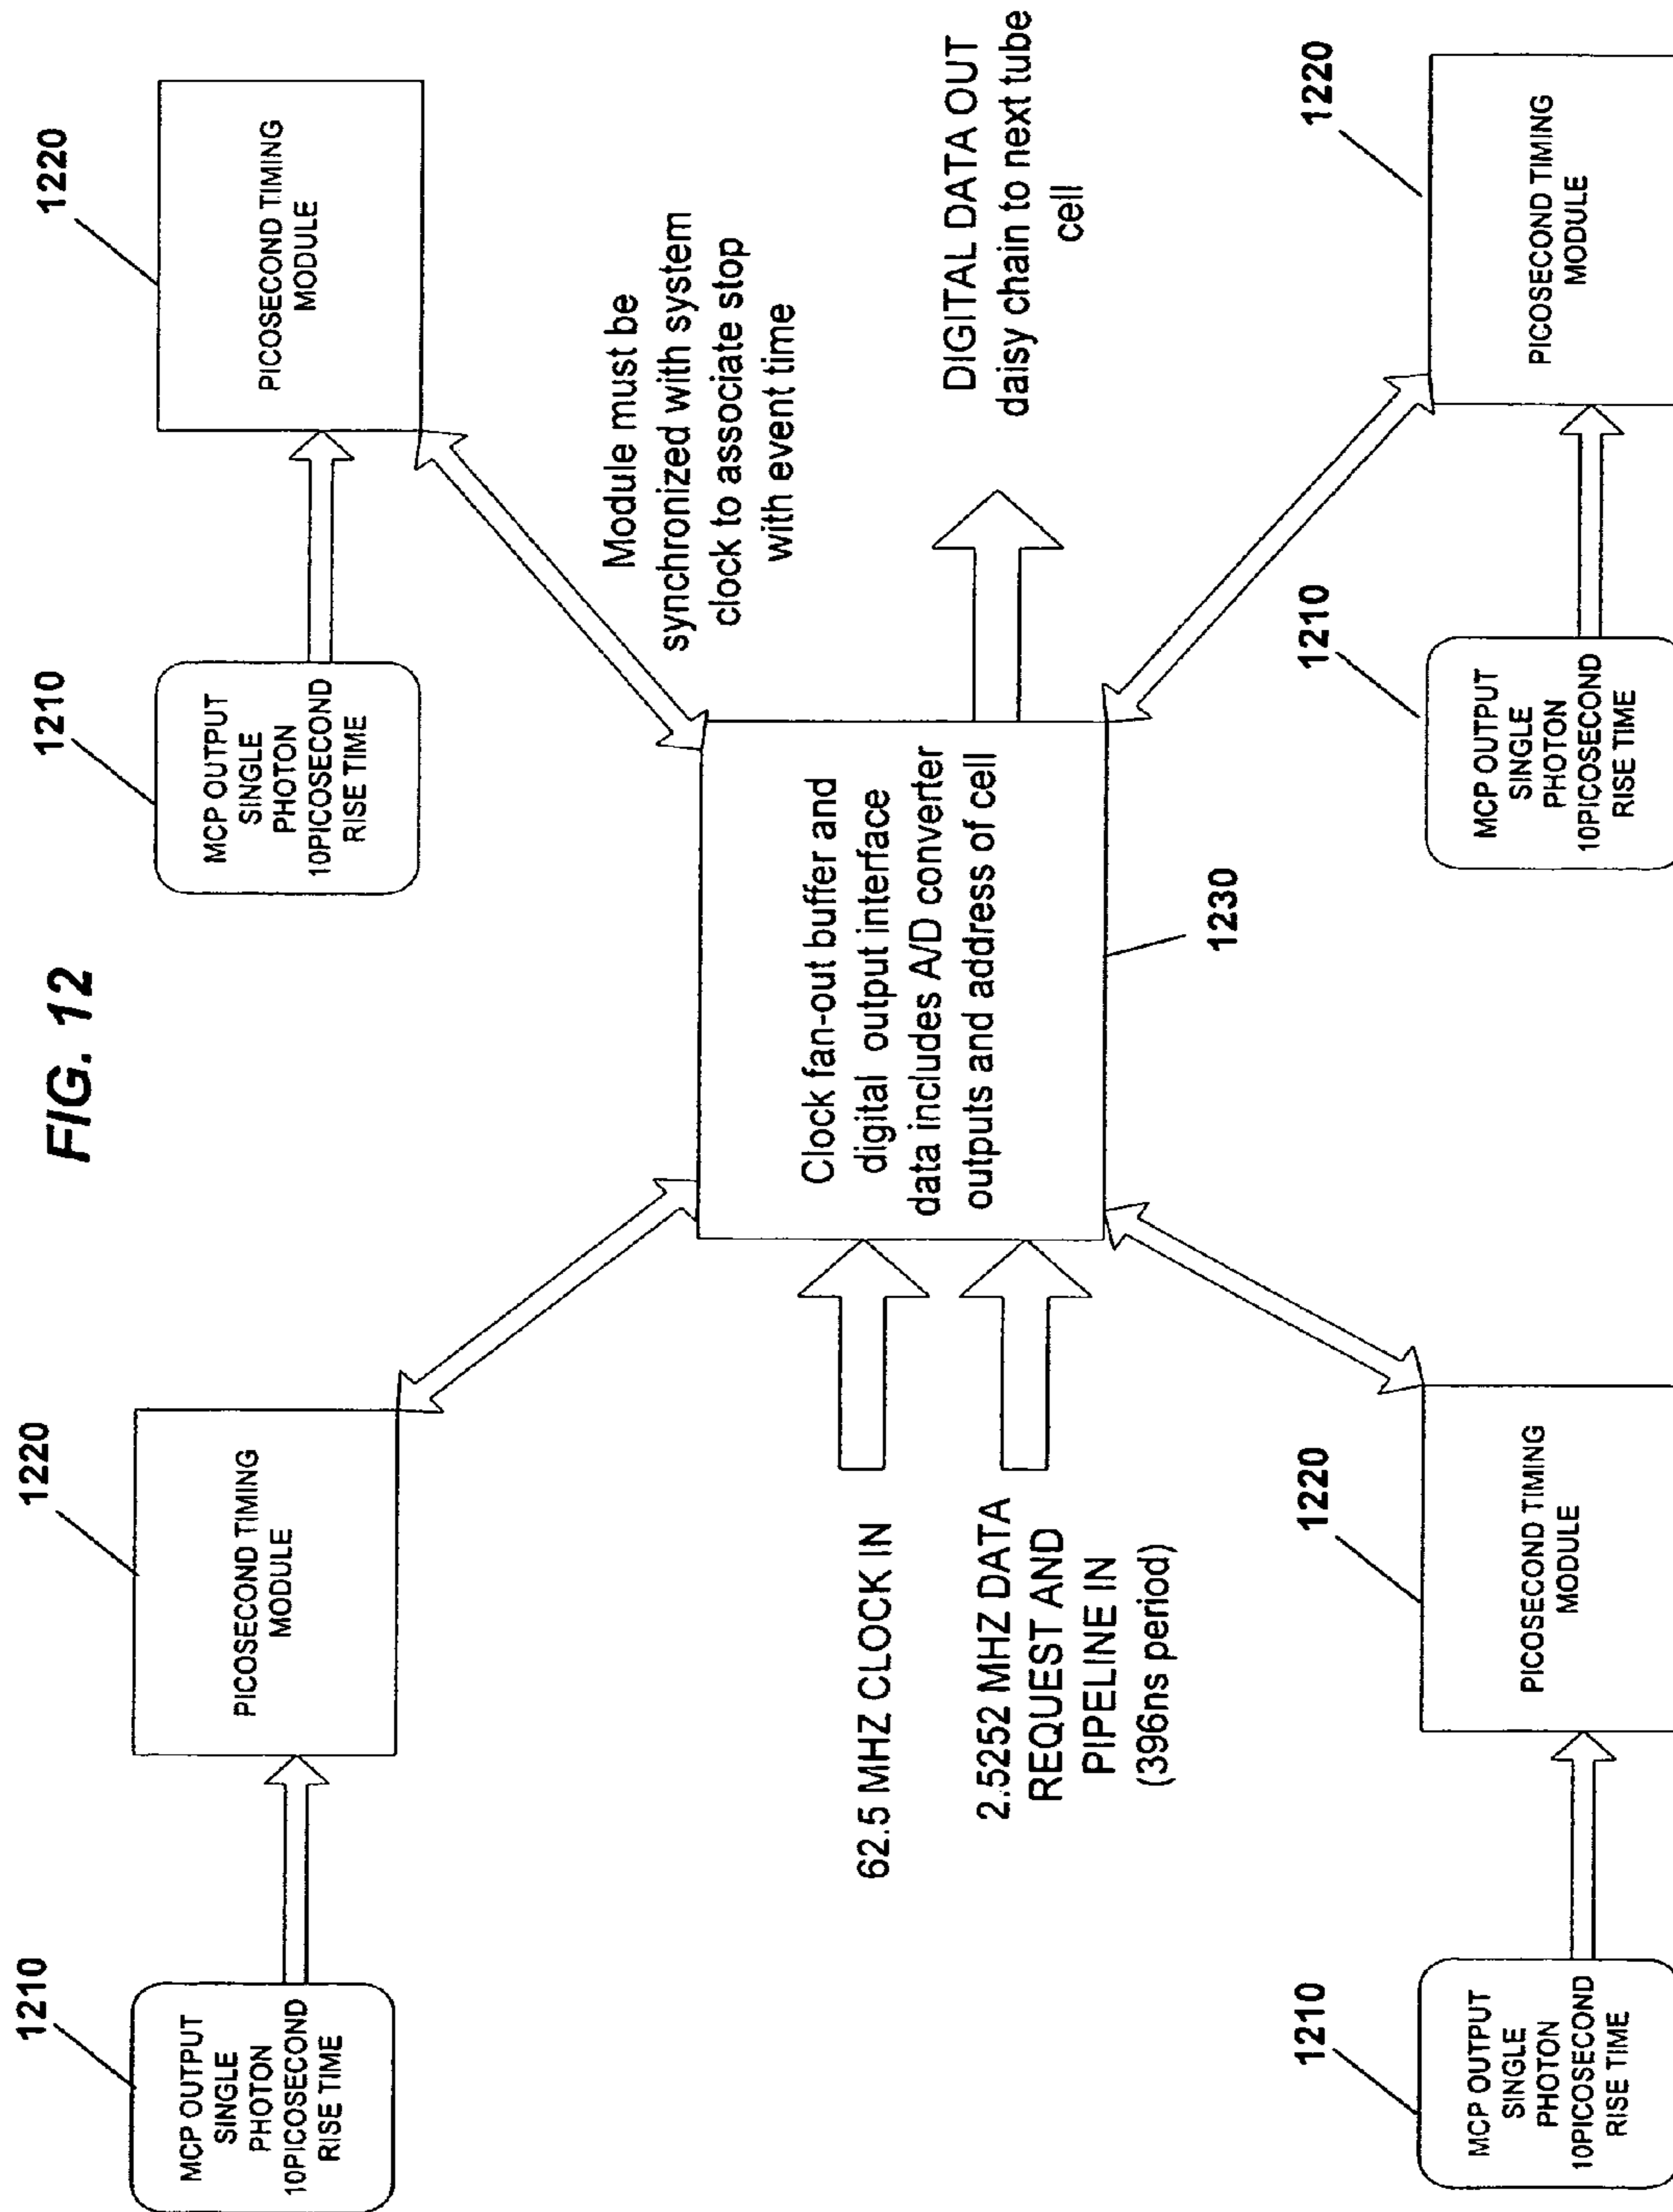 FIG. 12
1210
MCP OUTPUT
SINGLE
PHOTON
10PICOSECOND
RISE TIME
1220
PICOSECOND TIMING
MODULE
1210
MCP OUTPUT
SINGLE
PHOTON
10PICOSECOND
RISE TIME
1220
PICOSECOND TIMING
MODULE
Module must be
synchronized with system
clock to associate stop
with event time
62.5 MHZ CLOCK IN
2.5252 MHZ DATA
REQUEST AND
PIPELINE IN
(396ns period)
Clock fan-out buffer and
digital output interface
data includes A/D converter
outputs and address of cell
1230
DIGITAL DATA OUT
daisy chain to next tube
cell
1210
MCP OUTPUT
SINGLE
PHOTON
10PICOSECOND
RISE TIME
1220
PICOSECOND TIMING
MODULE
1210
MCP OUTPUT
SINGLE
PHOTON
10PICOSECOND
RISE TIME
1220
PICOSECOND TIMING
MODULE